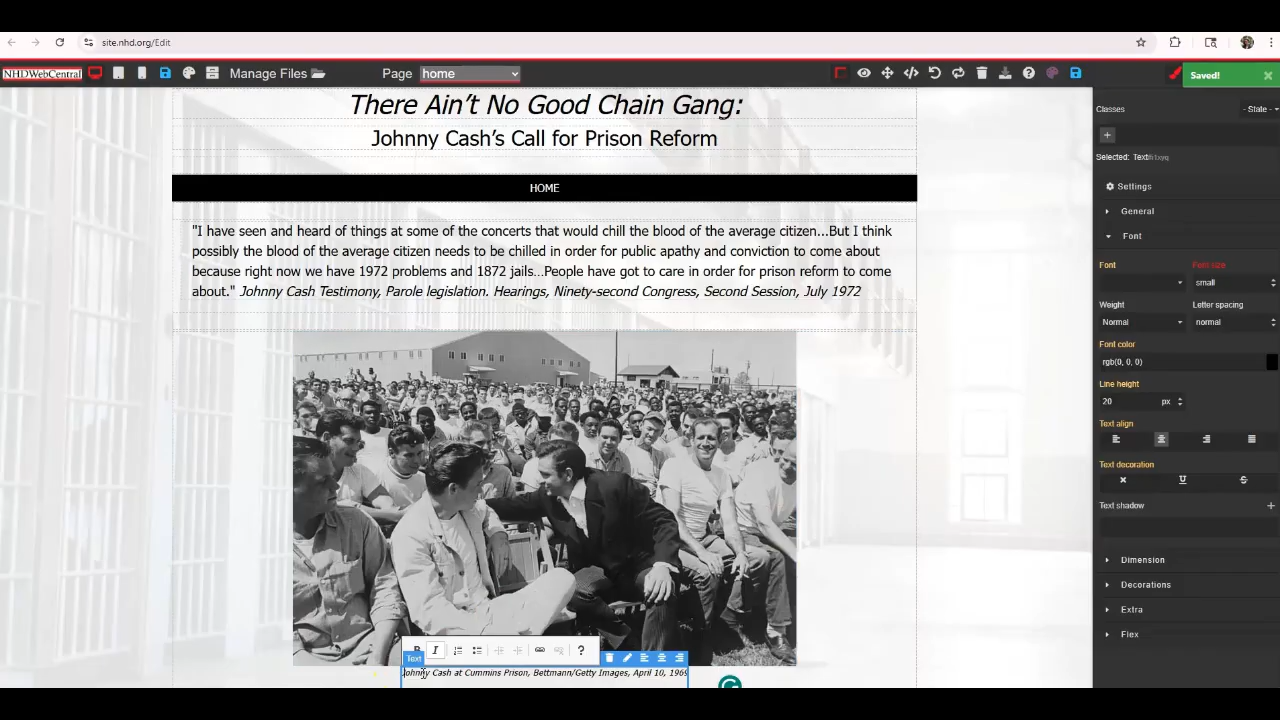 site.nhd.org/Edit
NHDWebCentral
Manage Files
Page
home
Saved!
There Ain't No Good Chain Gang:
Johnny Cash's Call for Prison Reform
HOME
"I have seen and heard of things at some of the concerts that would chill the blood of the average citizen...But I think
possibly the blood of the average citizen needs to be chilled in order for public apathy and conviction to come about
because right now we have 1972 problems and 1872 jails...People have got to care in order for prison reform to come
about." Johnny Cash Testimony, Parole legislation. Hearings, Ninety-second Congress, Second Session, July 1972
Text
Johnny Cash at Cummins Prison, Bettmann/Getty Images, April 10, 1969
Classes
- State -
+
Selected: Text
Settings
General
Font
Font
Font size
small
Weight
Letter spacing
Normal
normal
Font color
rgb(0, 0, 0)
Line height
20
px
Text align
Text decoration
Text shadow
Dimension
Decorations
Extra
Flex